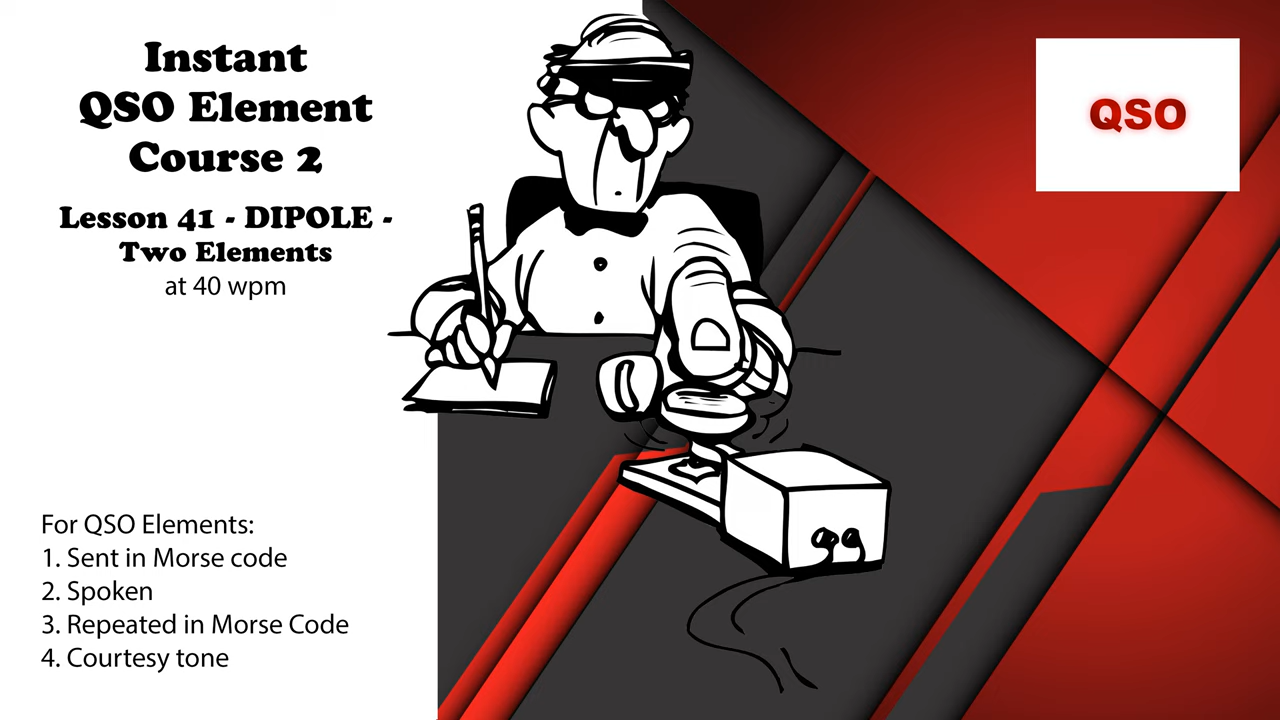 Instant
QSO Element
Course 2
Lesson 41 - DIPOLE -
Two Elements
at 40 wpm
QSO
For QSO Elements:
1. Sent in Morse code
2. Spoken
3. Repeated in Morse Code
4. Courtesy tone